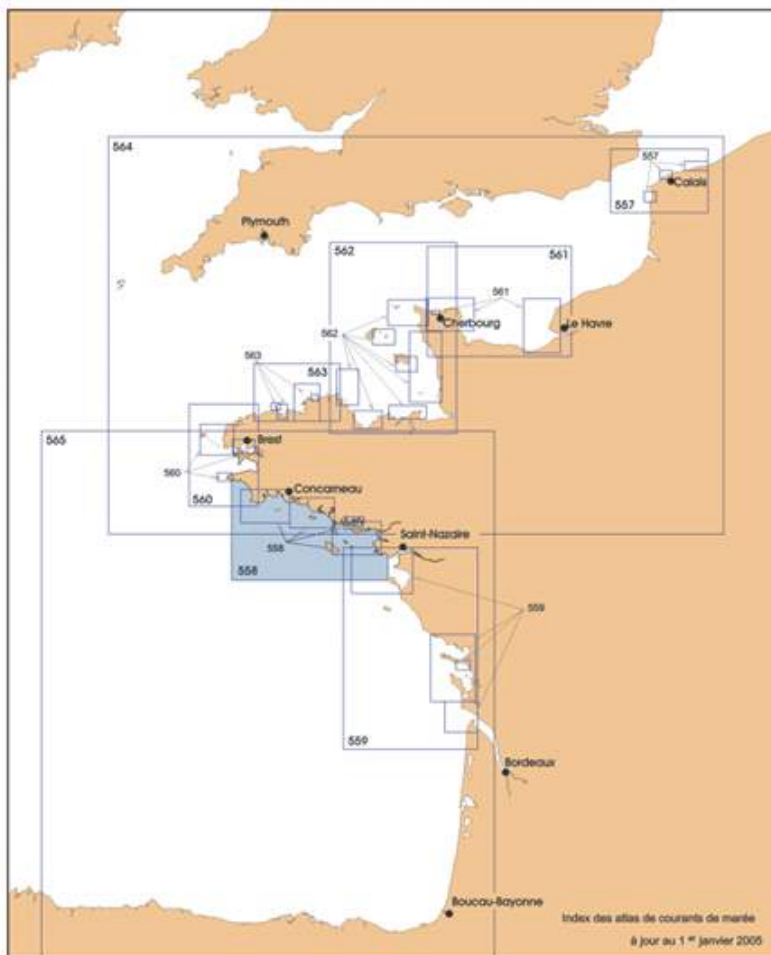 564
557
Calais
557
Plymouth
562
561
561
Cherbourg
Le Havre
562
563
563
565
Brest
560
560
Concarneau
558
Saint-Nazaire
558
559
559
Bordeaux
Boucau-Bayonne
Index des atlas de courants de marée
à jour au 1 er janvier 2005